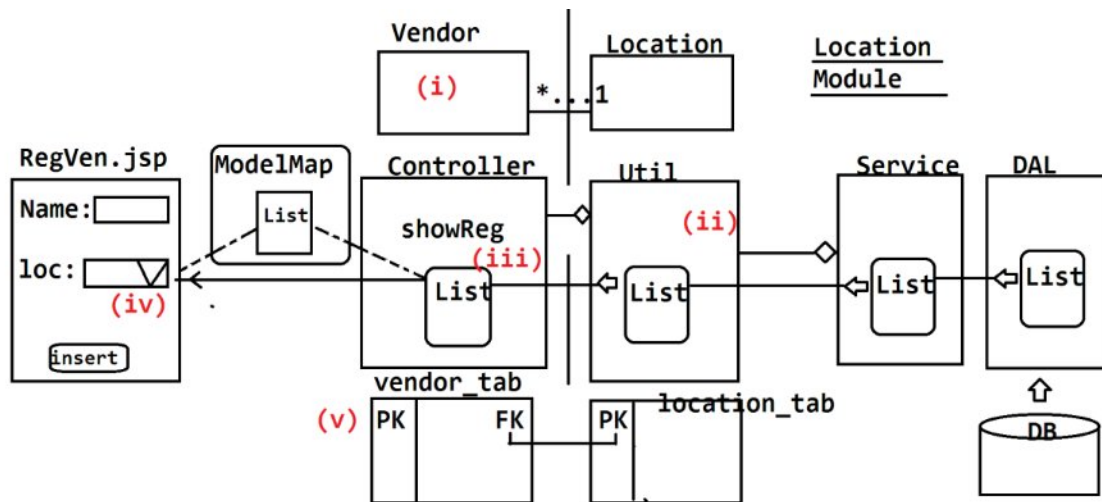 Vendor
Location
Location
Module
(i)
*...1
RegVen.jsp
ModelMap
Controller
Util
Service
DAL
Name:
List
showReg
(ii)
loc:
(iii)
(iv)
List
List
List
List
insert
vendor_tab
location_tab
(v)
PK
FK
PK
DB